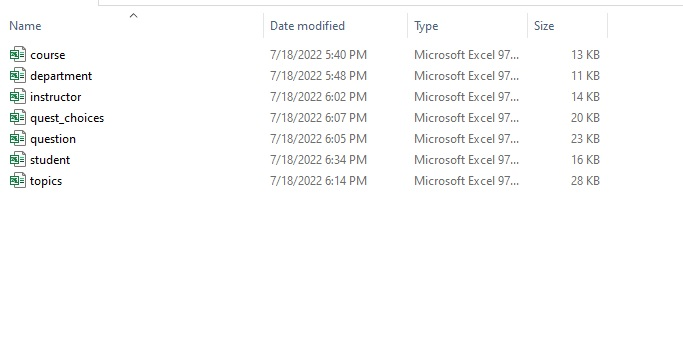 Name Date modified Type Size
course 7/18/2022 5:40 PM Microsoft Excel 97... 13 KB
department 7/18/2022 5:48 PM Microsoft Excel 97... 11 KB
instructor 7/18/2022 6:02 PM Microsoft Excel 97... 14 KB
quest_choices 7/18/2022 6:07 PM Microsoft Excel 97... 20 KB
question 7/18/2022 6:05 PM Microsoft Excel 97... 23 KB
student 7/18/2022 6:34 PM Microsoft Excel 97... 16 KB
topics 7/18/2022 6:14 PM Microsoft Excel 97... 28 KB